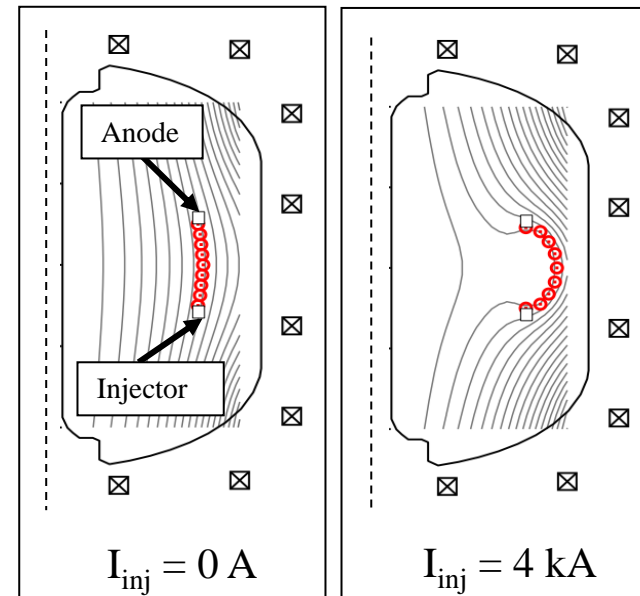 Anode
Injector
I_inj = 0 A
I_inj = 4 kA